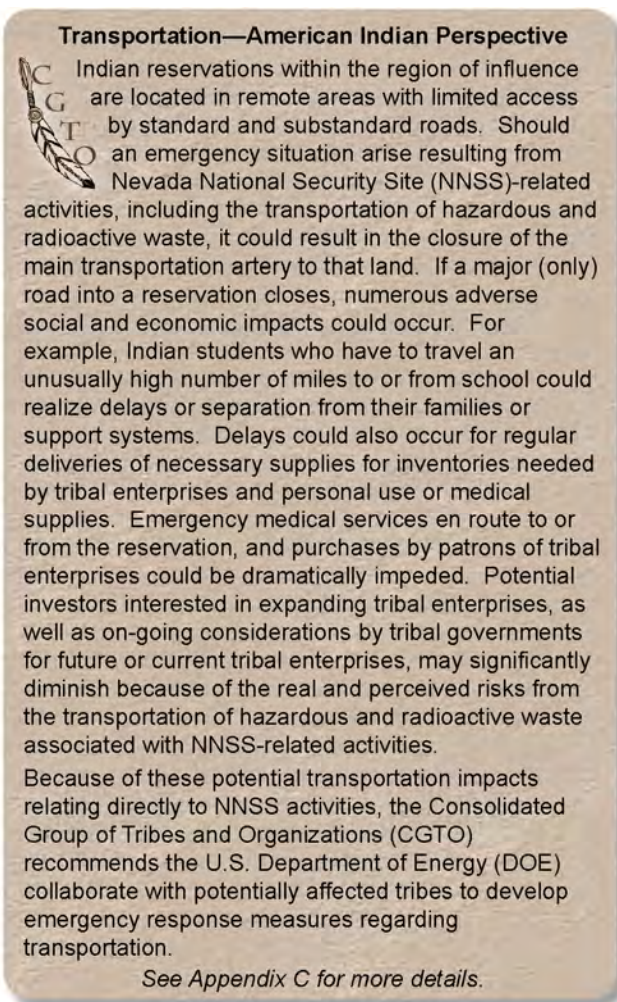 Transportation—American Indian Perspective
C G T O
Indian reservations within the region of influence
are located in remote areas with limited access
by standard and substandard roads. Should
an emergency situation arise resulting from
Nevada National Security Site (NNSS)-related
activities, including the transportation of hazardous and
radioactive waste, it could result in the closure of the
main transportation artery to that land. If a major (only)
road into a reservation closes, numerous adverse
social and economic impacts could occur. For
example, Indian students who have to travel an
unusually high number of miles to or from school could
realize delays or separation from their families or
support systems. Delays could also occur for regular
deliveries of necessary supplies for inventories needed
by tribal enterprises and personal use or medical
supplies. Emergency medical services en route to or
from the reservation, and purchases by patrons of tribal
enterprises could be dramatically impeded. Potential
investors interested in expanding tribal enterprises, as
well as on-going considerations by tribal governments
for future or current tribal enterprises, may significantly
diminish because of the real and perceived risks from
the transportation of hazardous and radioactive waste
associated with NNSS-related activities.
Because of these potential transportation impacts
relating directly to NNSS activities, the Consolidated
Group of Tribes and Organizations (CGTO)
recommends the U.S. Department of Energy (DOE)
collaborate with potentially affected tribes to develop
emergency response measures regarding
transportation.
See Appendix C for more details.